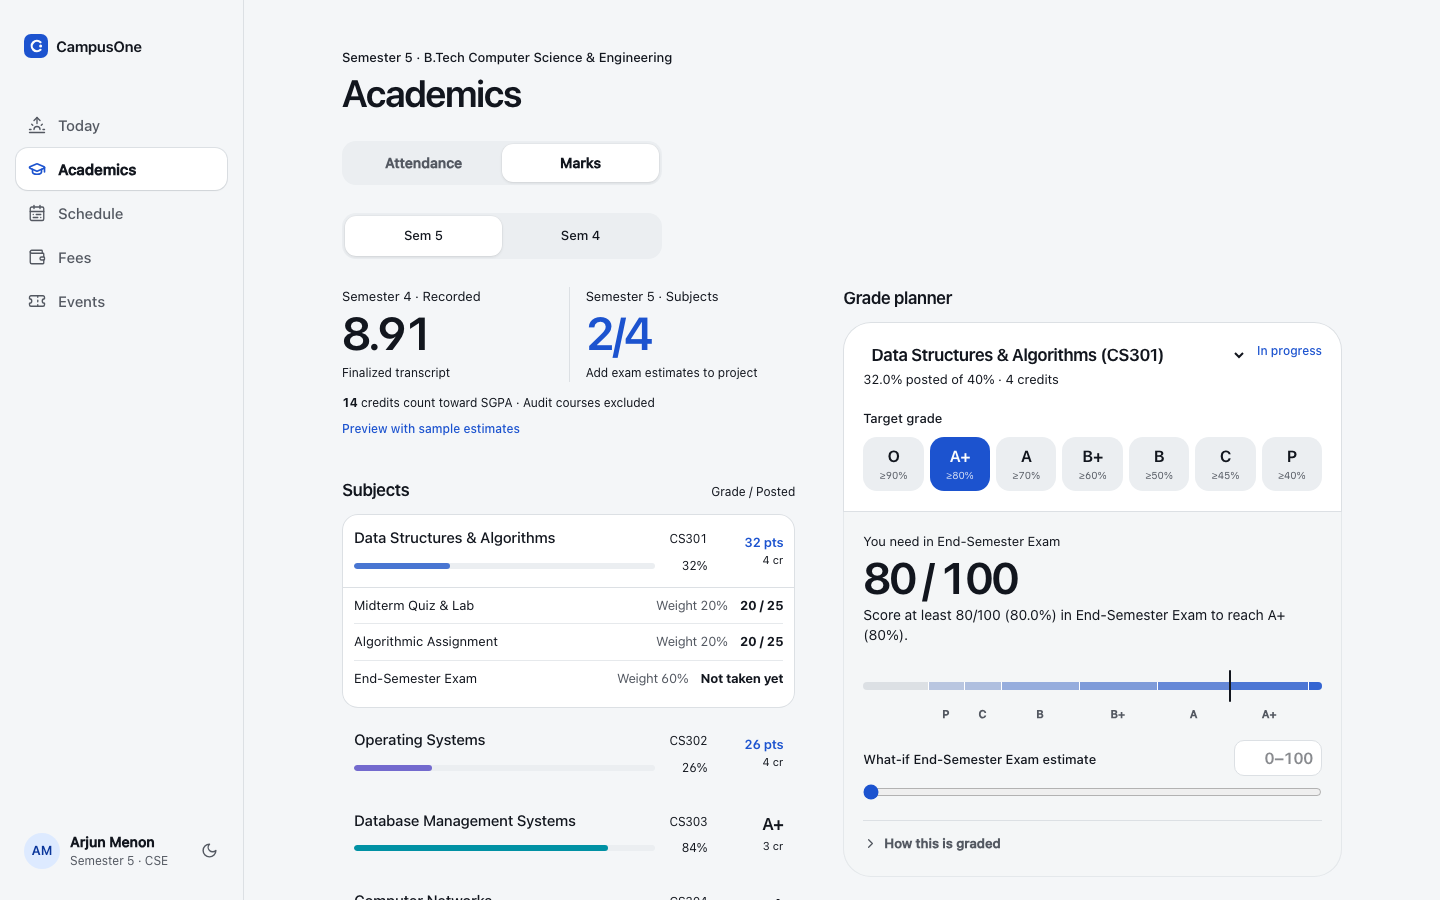 CampusOne
Today
Academics
Schedule
Fees
Events
AM
Arjun Menon
Semester 5 · CSE
Semester 5 · B.Tech Computer Science & Engineering
Academics
Attendance
Marks
Sem 5
Sem 4
Semester 4 · Recorded
8.91
Finalized transcript
Semester 5 · Subjects
2/4
Add exam estimates to project
14 credits count toward SGPA · Audit courses excluded
Preview with sample estimates
Subjects
Grade / Posted
Data Structures & Algorithms CS301 32 pts
32% 4 cr
Midterm Quiz & Lab Weight 20% 20 / 25
Algorithmic Assignment Weight 20% 20 / 25
End-Semester Exam Weight 60% Not taken yet
Operating Systems CS302 26 pts
26% 4 cr
Database Management Systems CS303 A+
84% 3 cr
Computer Networks CS304
Grade planner
Data Structures & Algorithms (CS301) In progress
32.0% posted of 40% · 4 credits
Target grade
O A+ A B+ B C P
≥90% ≥80% ≥70% ≥60% ≥50% ≥45% ≥40%
You need in End-Semester Exam
80 / 100
Score at least 80/100 (80.0%) in End-Semester Exam to reach A+
(80%).
P C B B+ A A+
What-if End-Semester Exam estimate 0–100
How this is graded